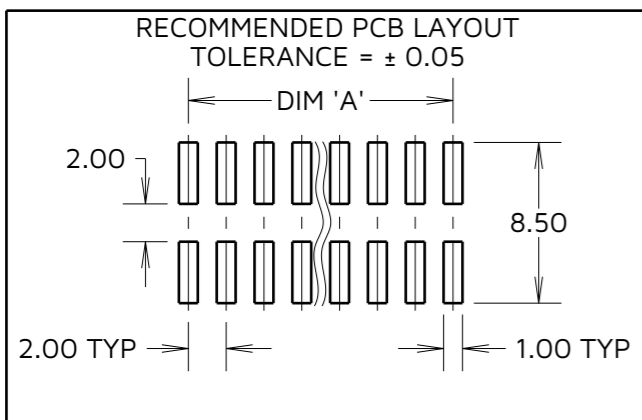 RECOMMENDED PCB LAYOUT
TOLERANCE = ± 0.05
DIM 'A'
2.00
8.50
2.00 TYP
1.00 TYP